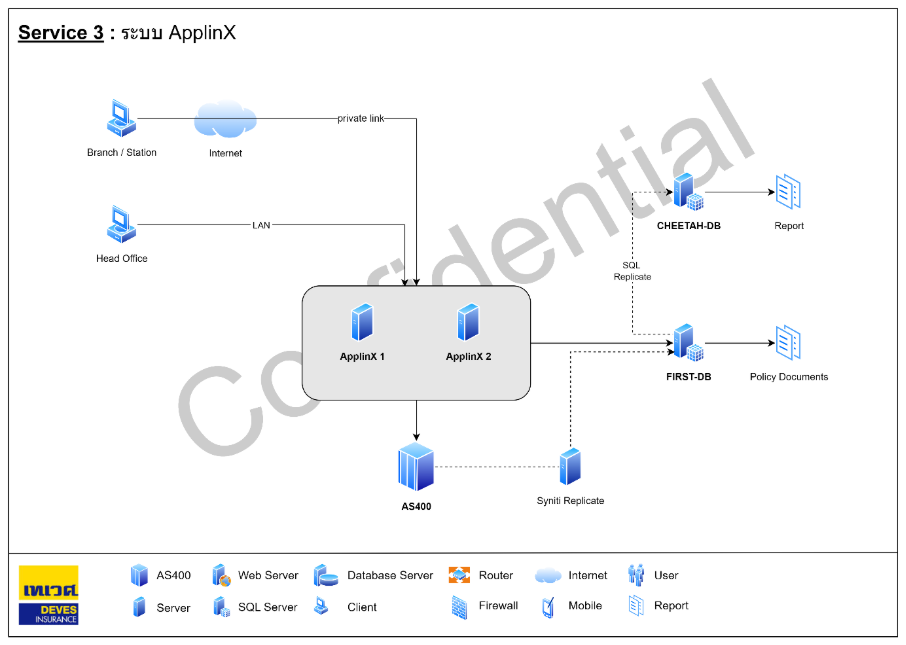 Service 3 : ระบบ ApplinX
Confidential
private link
Branch / Station
Internet
LAN
Head Office
CHEETAH-DB
Report
SQL
Replicate
ApplinX 1
ApplinX 2
FIRST-DB
Policy Documents
AS400
Syniti Replicate
เทเวศ
DEVES
INSURANCE
AS400
Web Server
Database Server
Router
Internet
User
Server
SQL Server
Client
Firewall
Mobile
Report